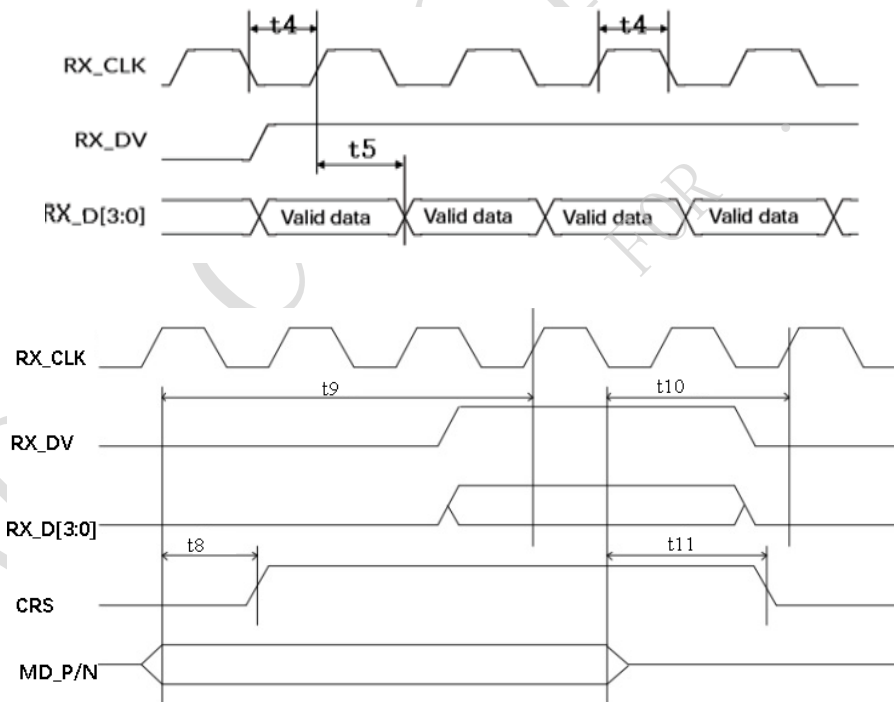 t4 t4
RX_CLK
RX_DV
t5
RX_D[3:0] Valid data Valid data Valid data Valid data
FOR
RX_CLK
t9 t10
RX_DV
RX_D[3:0]
t8 t11
CRS
MD_P/N